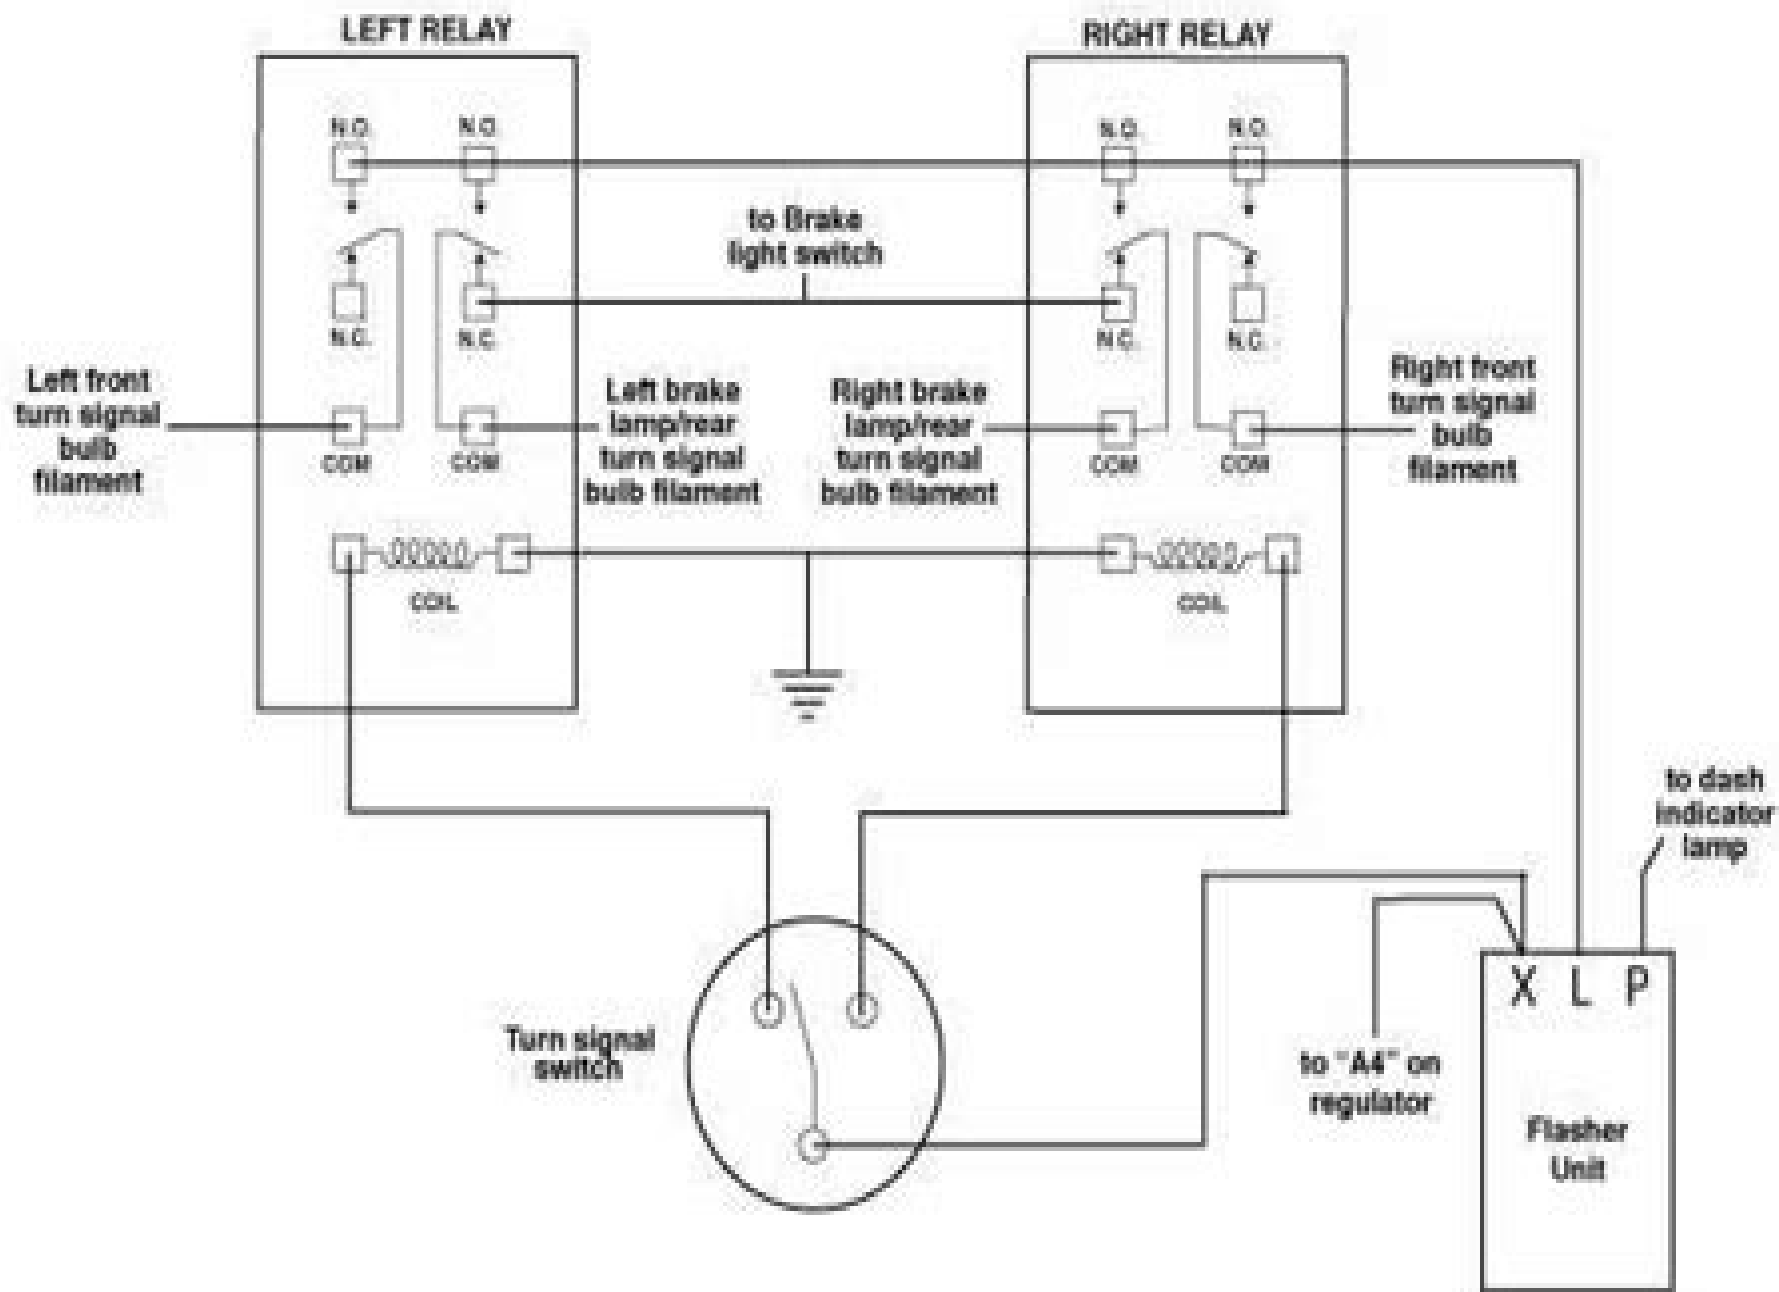 LEFT RELAY
RIGHT RELAY
N.O.
N.O.
N.O.
N.O.
to Brake
light switch
N.C.
N.C.
N.C.
N.C.
Left front
turn signal
bulb
filament
Left brake
lamp/rear
turn signal
bulb filament
Right brake
lamp/rear
turn signal
bulb filament
Right front
turn signal
bulb
filament
COM
COM
COM
COM
COIL
COIL
to dash
indicator
lamp
X L P
Turn signal
switch
to "A4" on
regulator
Flasher
Unit